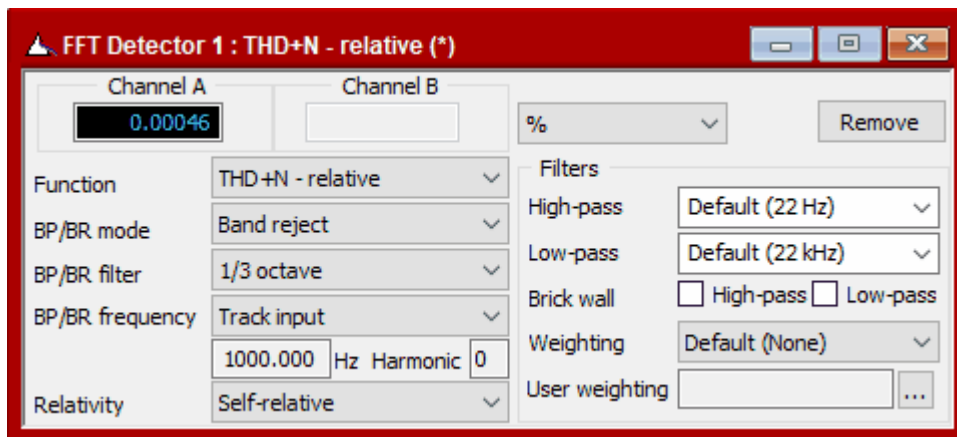 FFT Detector 1 : THD+N - relative (*)
Channel A
Channel B
0.00046
%
Remove
Function
THD+N - relative
BP/BR mode
Band reject
BP/BR filter
1/3 octave
BP/BR frequency
Track input
1000.000 Hz Harmonic 0
Relativity
Self-relative
Filters
High-pass
Default (22 Hz)
Low-pass
Default (22 kHz)
Brick wall
High-pass
Low-pass
Weighting
Default (None)
User weighting
...